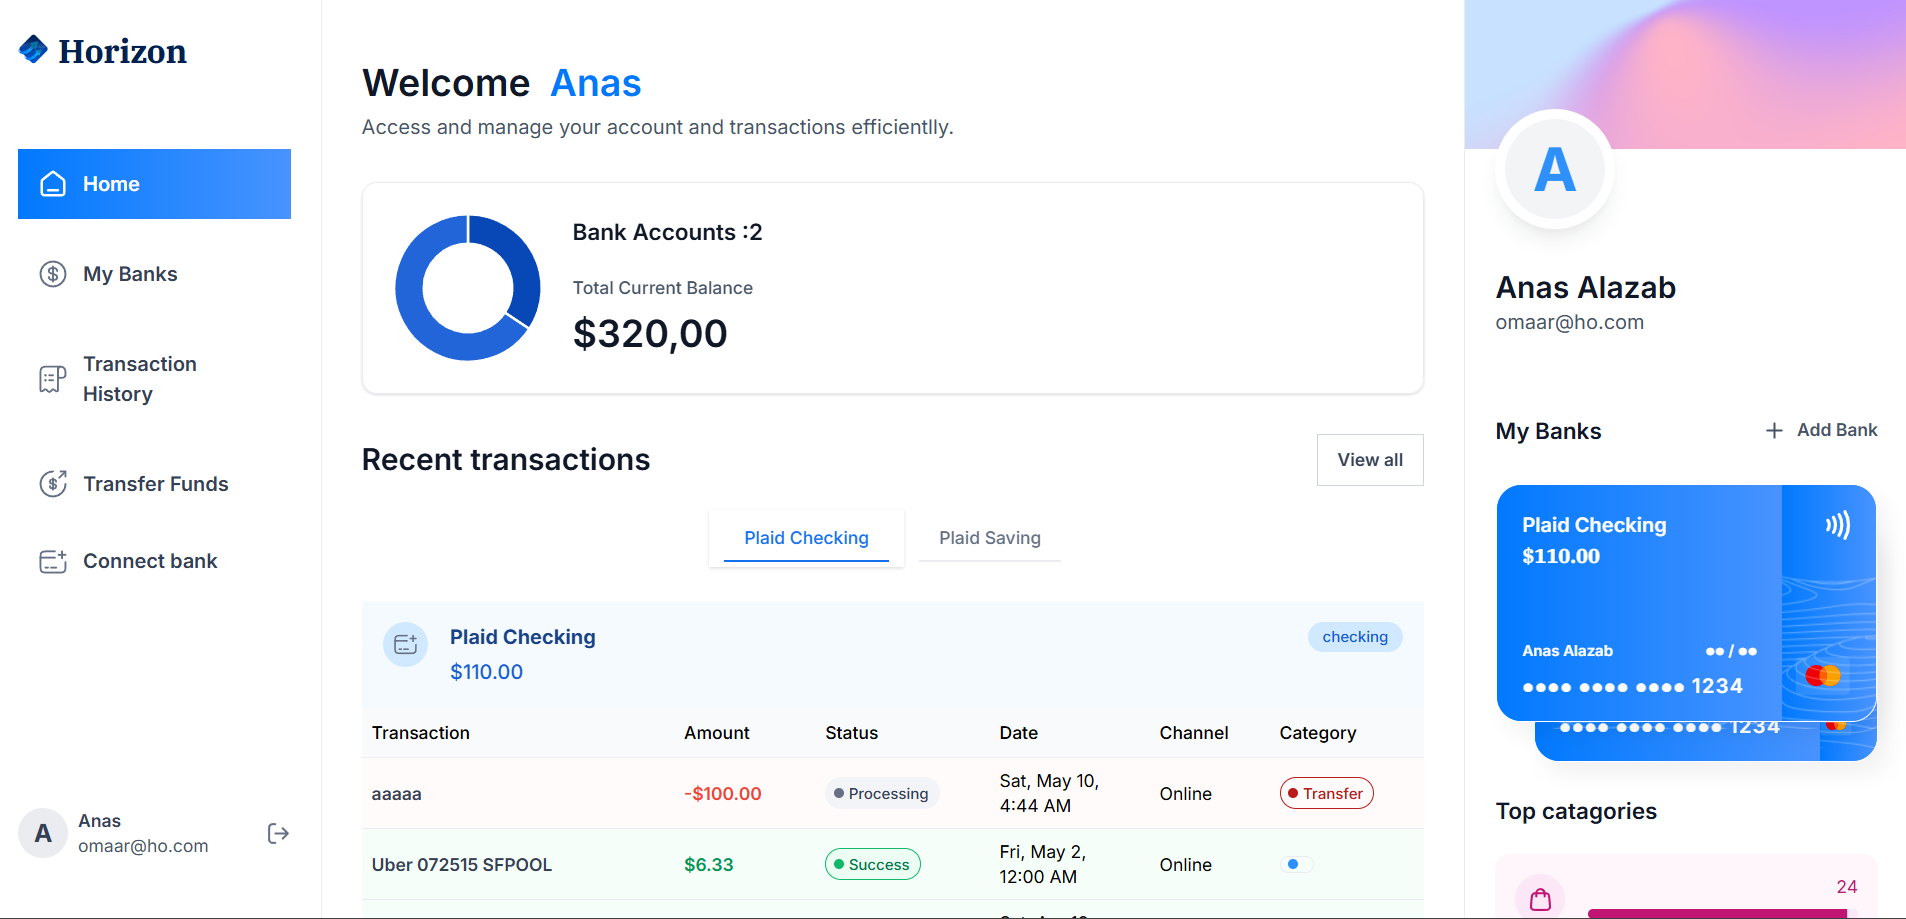 Horizon
Home
My Banks
Transaction
History
Transfer Funds
Connect bank
A
Anas
omaar@ho.com
Welcome Anas
Access and manage your account and transactions efficientlly.
Bank Accounts :2
Total Current Balance
$320,00
Recent transactions
View all
Plaid Checking
Plaid Saving
Plaid Checking
checking
$110.00
Transaction Amount Status Date Channel Category
aaaaa -$100.00 Processing Sat, May 10, 4:44 AM Online Transfer
Uber 072515 SFPOOL $6.33 Success Fri, May 2, 12:00 AM Online
A
Anas Alazab
omaar@ho.com
My Banks
+ Add Bank
Plaid Checking
$110.00
Anas Alazab ●● / ●●
●●●● ●●●● ●●●● 1234
●●●● ●●●● ●●●● 1234
Top catagories
24